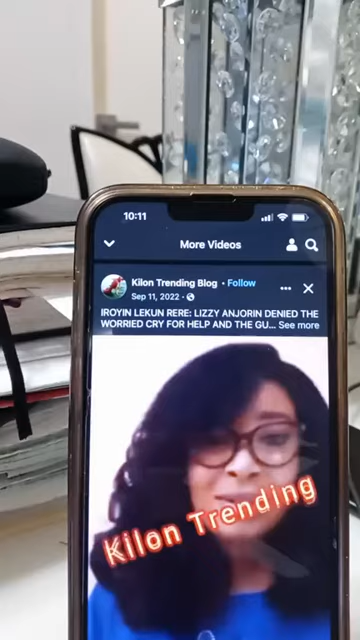 10:11
More Videos
Kilon Trending Blog · Follow
Sep 11, 2022 ·
IROYIN LEKUN RERE: LIZZY ANJORIN DENIED THE
WORRIED CRY FOR HELP AND THE GU... See more
Kilon Trending